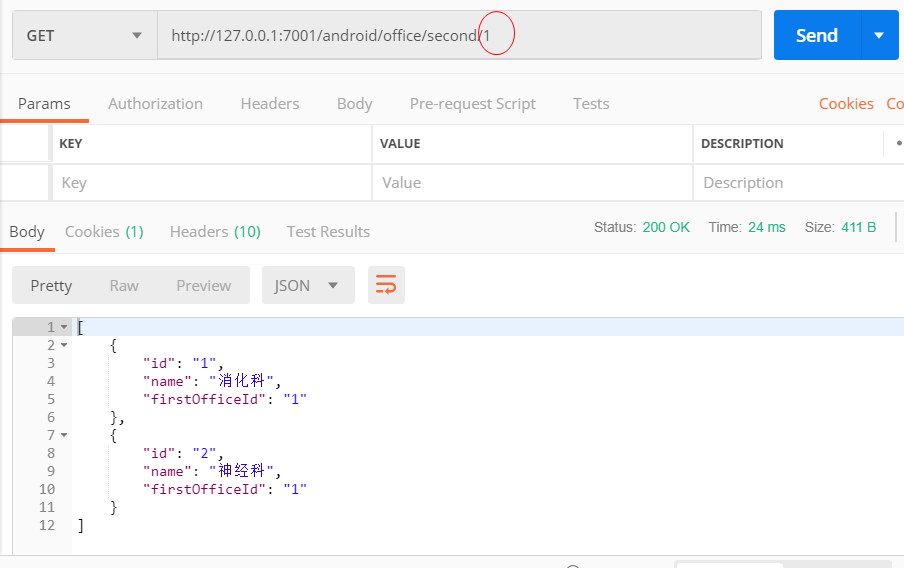 GET http://127.0.0.1:7001/android/office/second/1 Send
Params Authorization Headers Body Pre-request Script Tests Cookies Co
KEY VALUE DESCRIPTION
Key Value Description
Body Cookies (1) Headers (10) Test Results Status: 200 OK Time: 24 ms Size: 411 B
Pretty Raw Preview JSON
1 [
2 {
3 "id": "1",
4 "name": "消化科",
5 "firstOfficeId": "1"
6 },
7 {
8 "id": "2",
9 "name": "神经科",
10 "firstOfficeId": "1"
11 }
12 ]